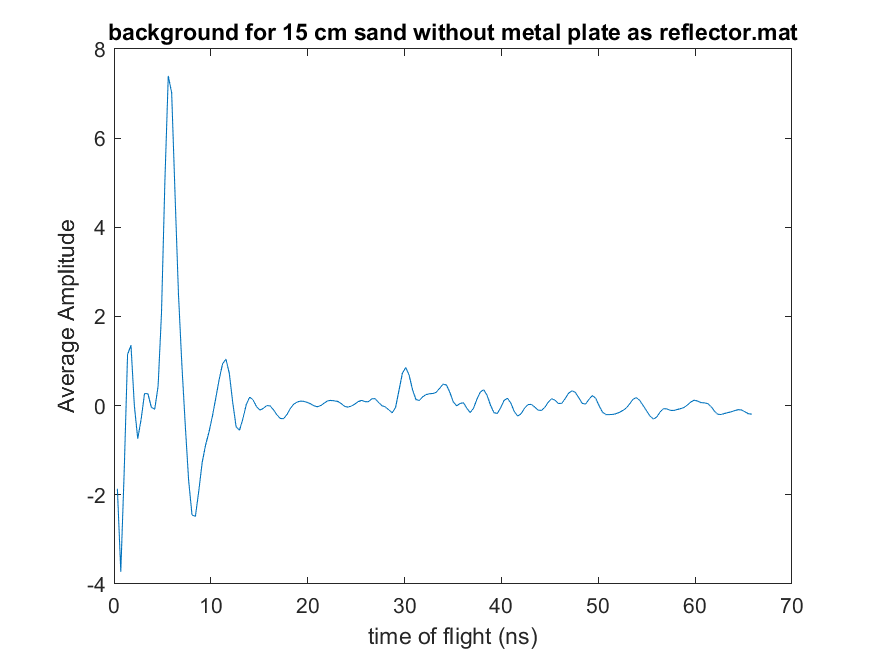 background for 15 cm sand without metal plate as reflector.mat
8
6
4
2
0
-2
-4
Average Amplitude
0 10 20 30 40 50 60 70
time of flight (ns)